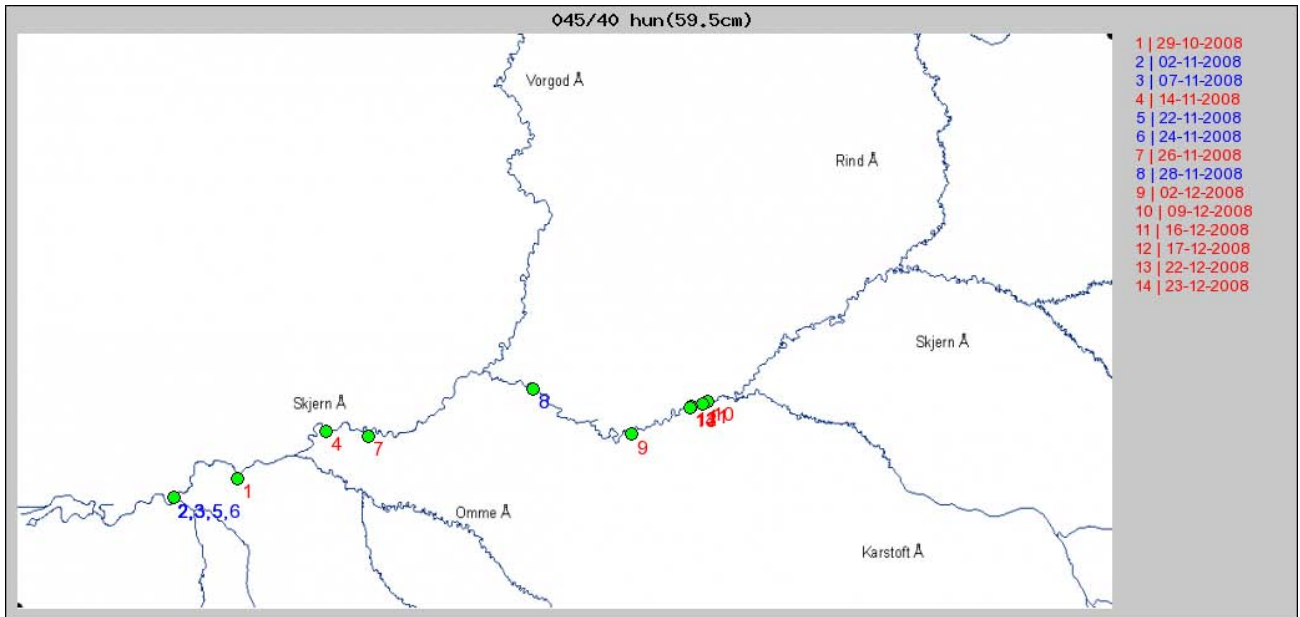 045/40 hun(59.5cm)
1 | 29-10-2008
2 | 02-11-2008
3 | 07-11-2008
4 | 14-11-2008
5 | 22-11-2008
6 | 24-11-2008
7 | 26-11-2008
8 | 28-11-2008
9 | 02-12-2008
10 | 09-12-2008
11 | 16-12-2008
12 | 17-12-2008
13 | 22-12-2008
14 | 23-12-2008
Vorgod Å
Rind Å
Skjern Å
Skjern Å
8
4
7
9
10
1
2,3,5,6
Omme Å
Karstoft Å